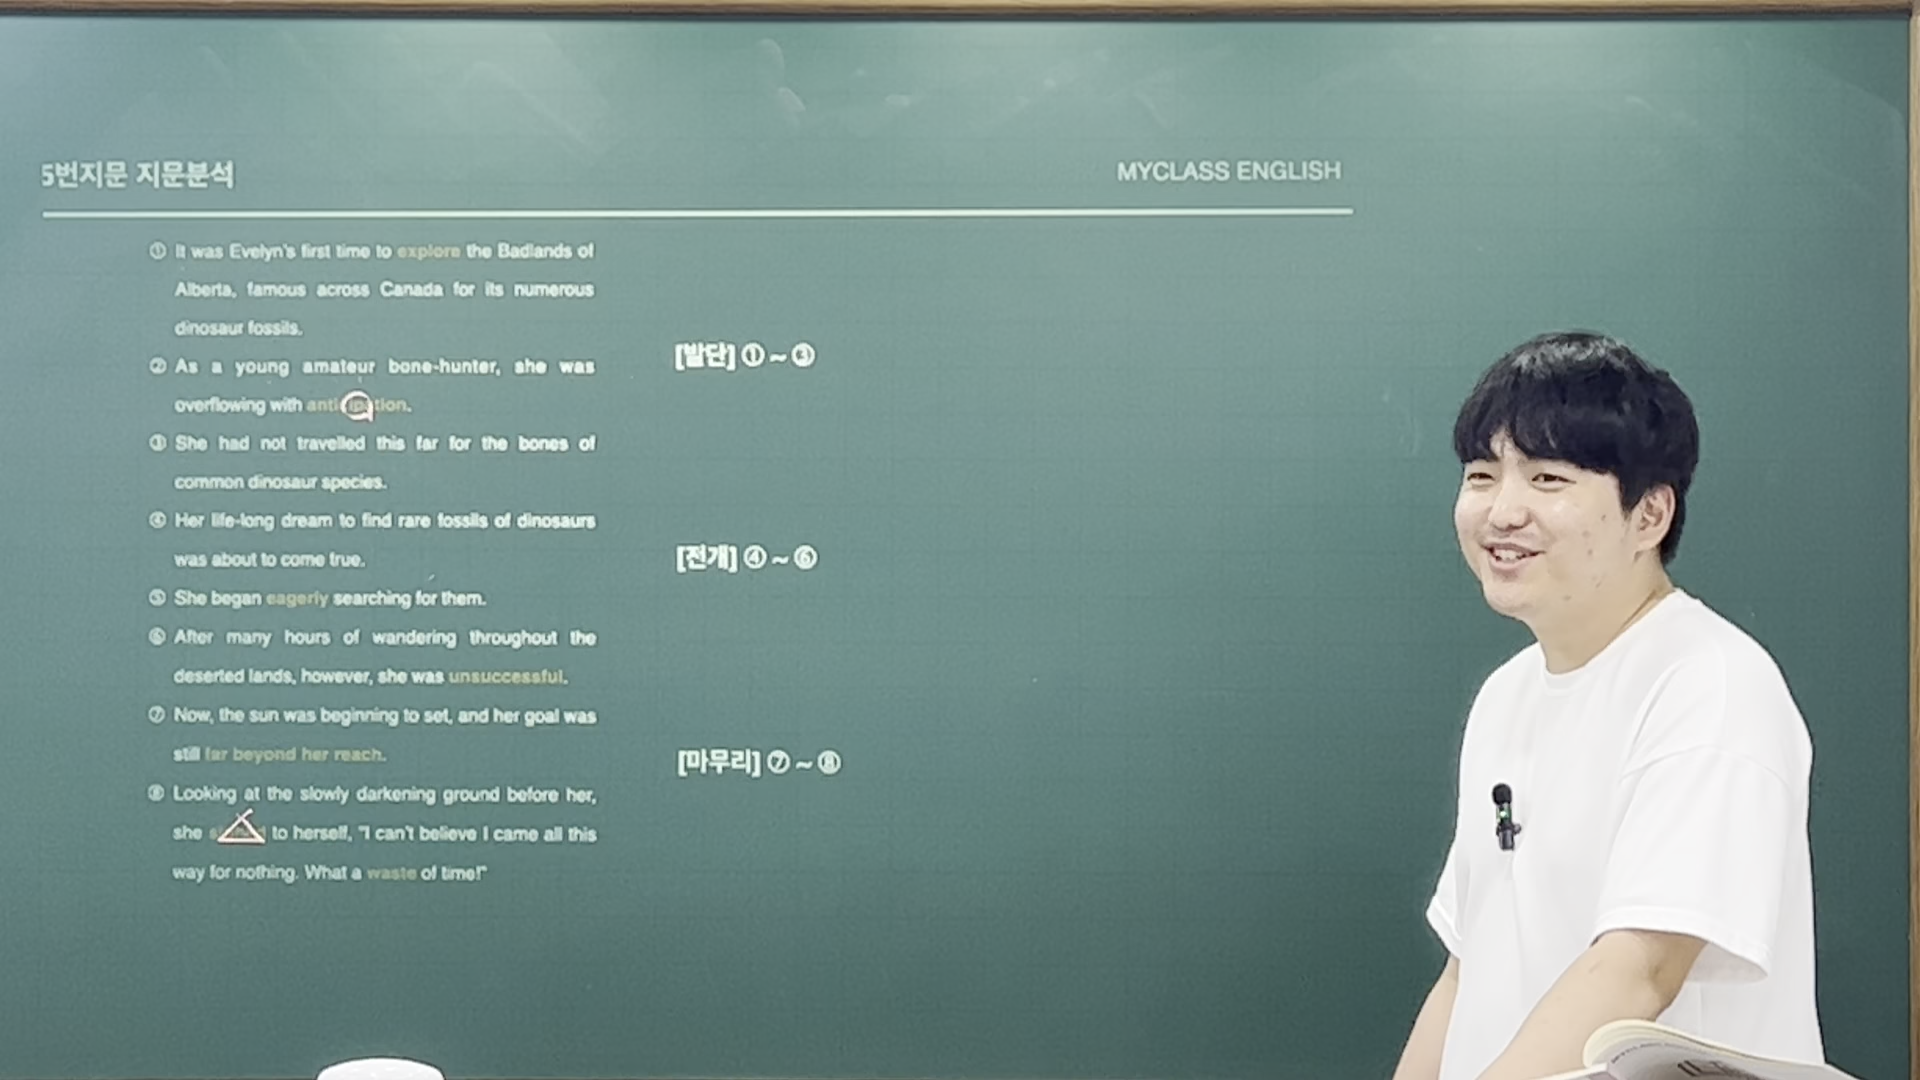 5번지문 지문분석
MYCLASS ENGLISH
① It was Evelyn's first time to explore the Badlands of
Alberta, famous across Canada for its numerous
dinosaur fossils.
② As a young amateur bone-hunter, she was
overflowing with anticipation.
③ She had not travelled this far for the bones of
common dinosaur species.
④ Her life-long dream to find rare fossils of dinosaurs
was about to come true.
⑤ She began eagerly searching for them.
⑥ After many hours of wandering throughout the
deserted lands, however, she was unsuccessful.
⑦ Now, the sun was beginning to set, and her goal was
still far beyond her reach.
⑧ Looking at the slowly darkening ground before her,
she to herself, "I can't believe I came all this
way for nothing. What a waste of time!"
[발단] ① ~ ③
[전개] ④ ~ ⑥
[마무리] ⑦ ~ ⑧